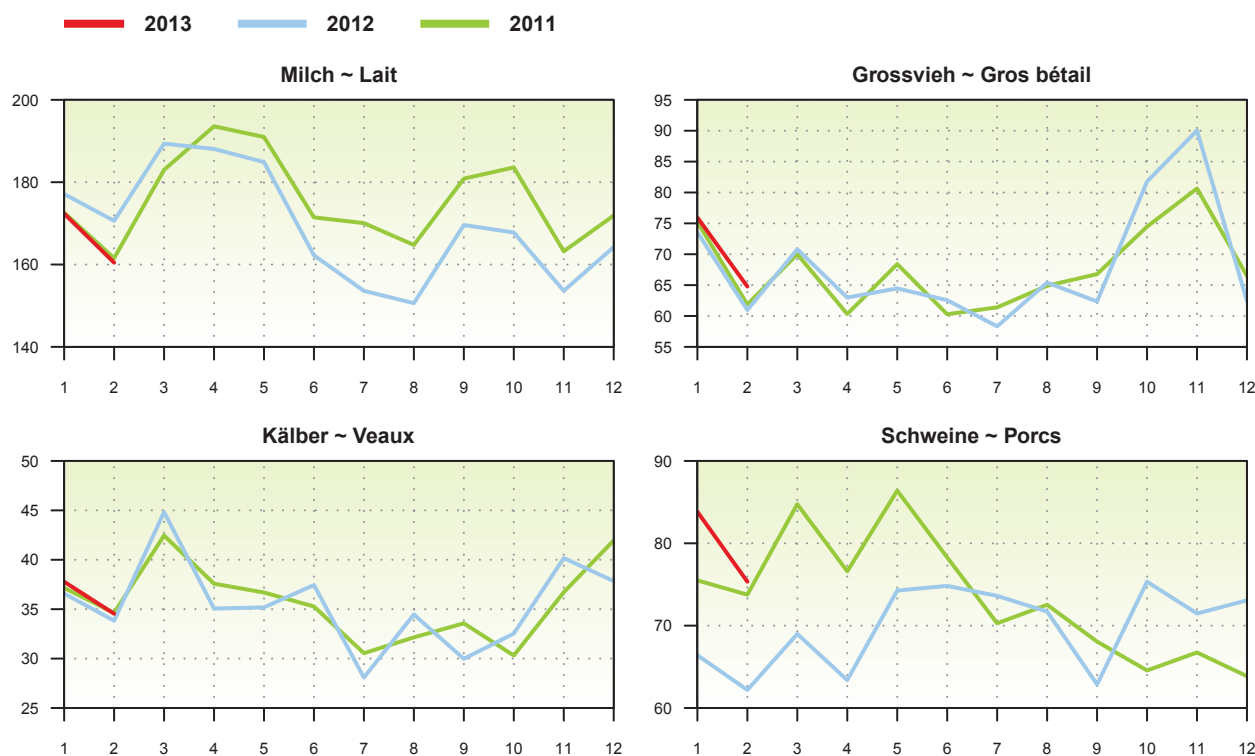 2013 2012 2011
Milch ~ Lait
200
180
160
140
1 2 3 4 5 6 7 8 9 10 11 12
Grossvieh ~ Gros bétail
95
90
85
80
75
70
65
60
55
1 2 3 4 5 6 7 8 9 10 11 12
Kälber ~ Veaux
50
45
40
35
30
25
1 2 3 4 5 6 7 8 9 10 11 12
Schweine ~ Porcs
90
80
70
60
1 2 3 4 5 6 7 8 9 10 11 12